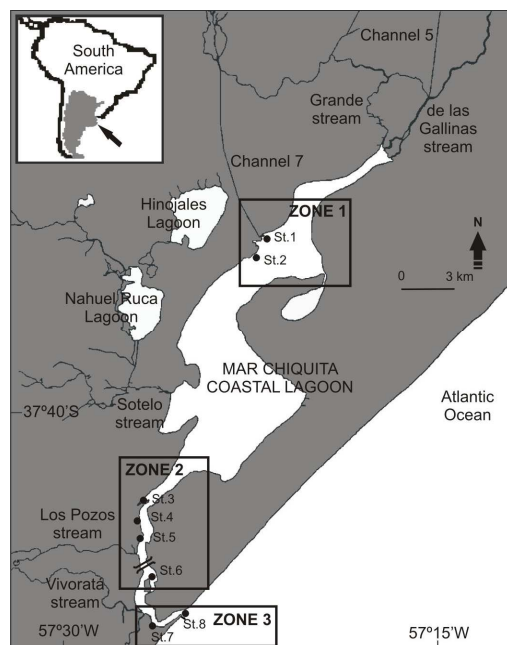 South
America
Channel 5
Grande
stream
de las
Gallinas
stream
Channel 7
Hinojales
Lagoon
ZONE 1
St.1
St.2
N
0 3 km
Nahuel Ruca
Lagoon
MAR CHIQUITA
COASTAL LAGOON
Atlantic
Ocean
37º40'S
Sotelo
stream
ZONE 2
St.3
St.4
Los Pozos
stream
St.5
St.6
Vivoratá
stream
St.8
ZONE 3
St.7
57º30'W
57º15'W